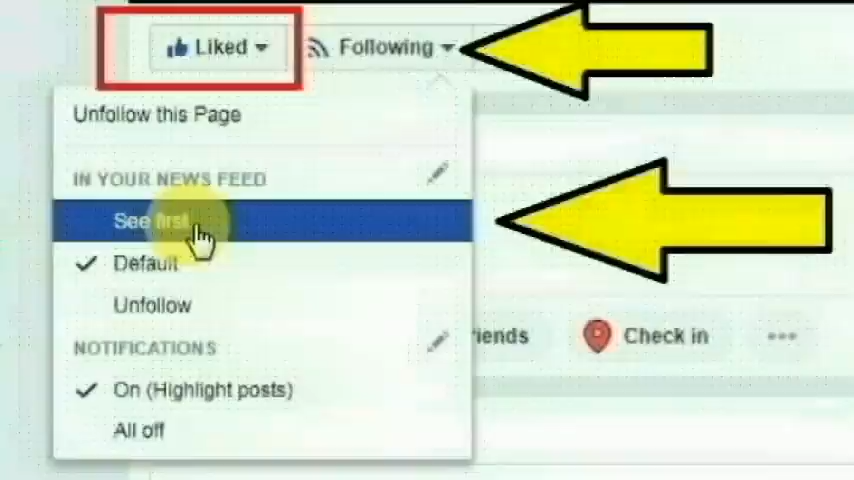 Liked Following
Unfollow this Page
IN YOUR NEWS FEED
See first
Default
Unfollow
riends Check in
NOTIFICATIONS
On (Highlight posts)
All off